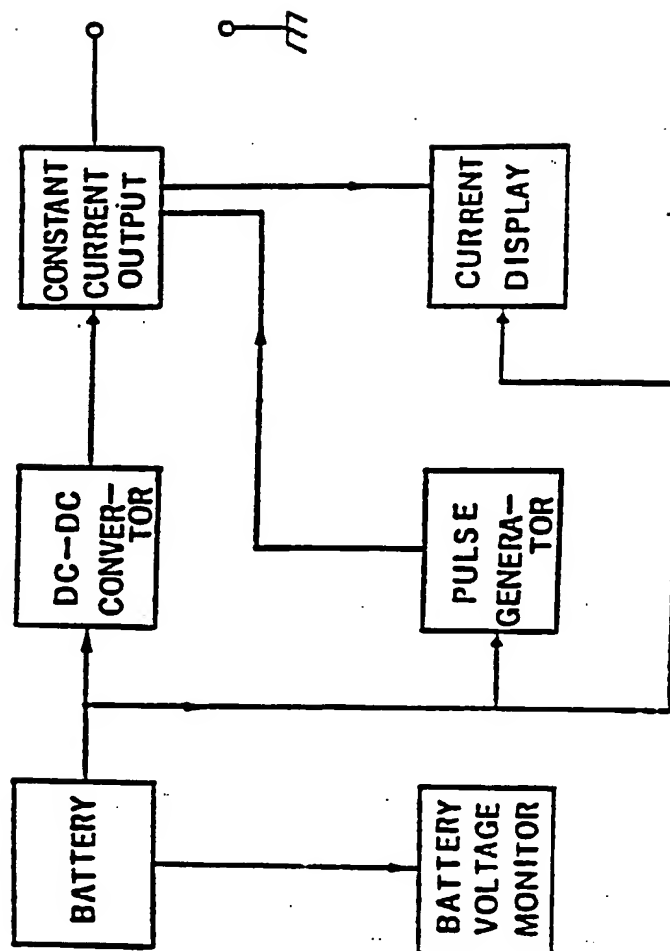 BATTERY
DC-DC
CONVER-
TOR
CONSTANT
CURRENT
OUTPUT
BATTERY
VOLTAGE
MONITOR
PULSE
GENERA-
TOR
CURRENT
DISPLAY